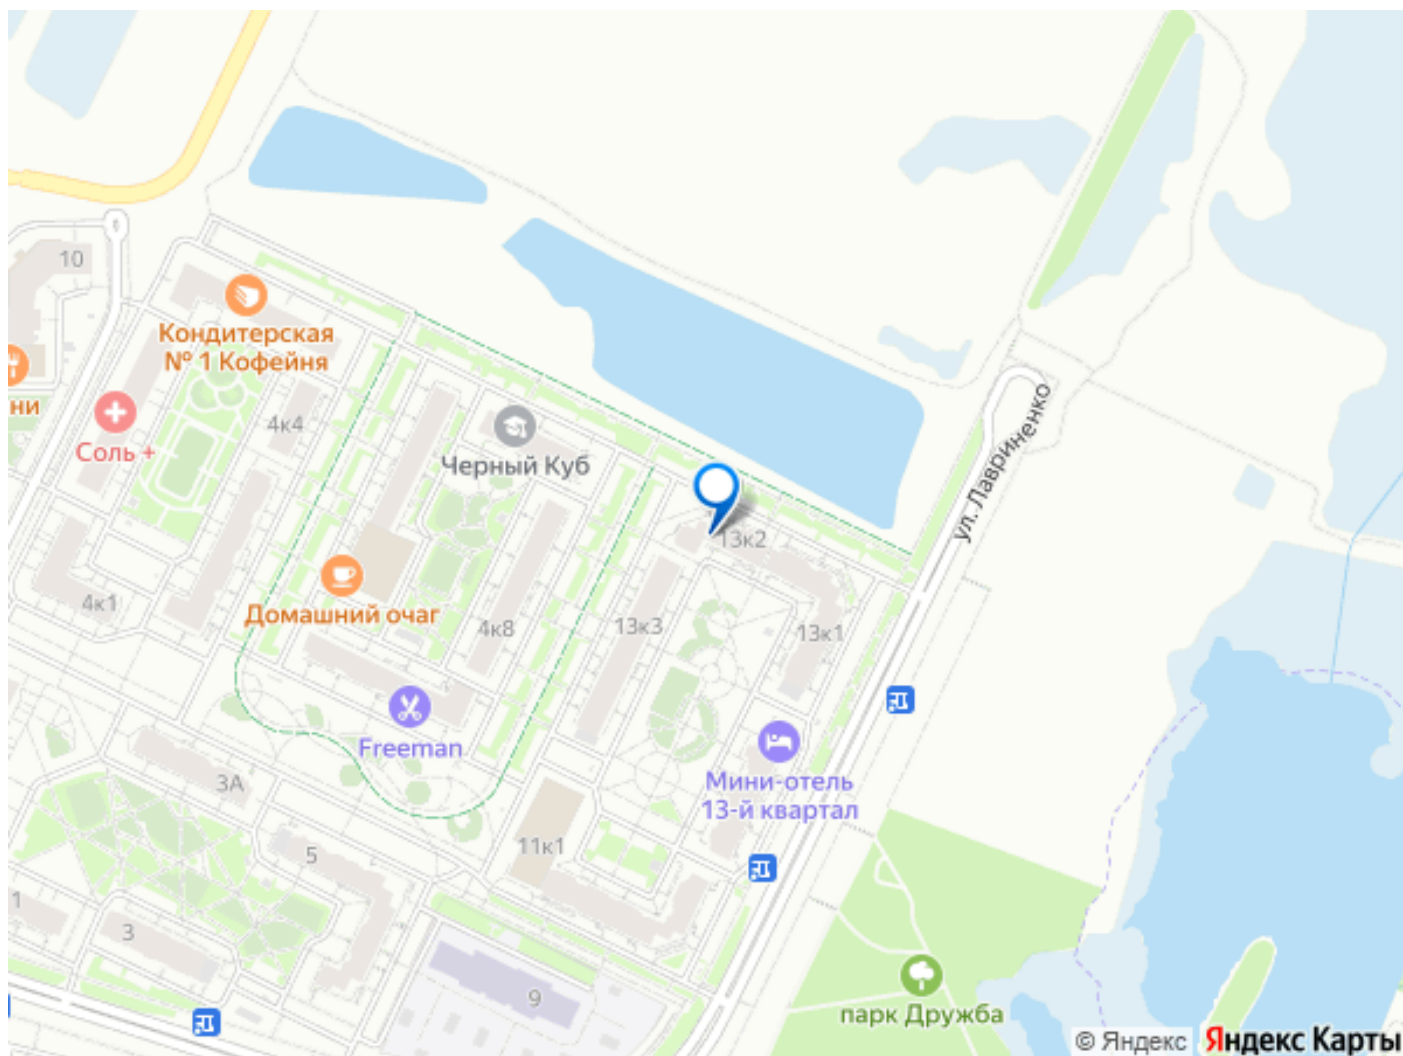 10
Кондитерская
№ 1 Кофейня
ни
4к4
Соль +
Черный Куб
ул. Лавриненко
13к2
4к1
Домашний очаг
4к8
13к3
13к1
Freeman
3А
Мини-отель
13-й квартал
11к1
5
1
3
9
парк Дружба
© Яндекс Яндекс Карты